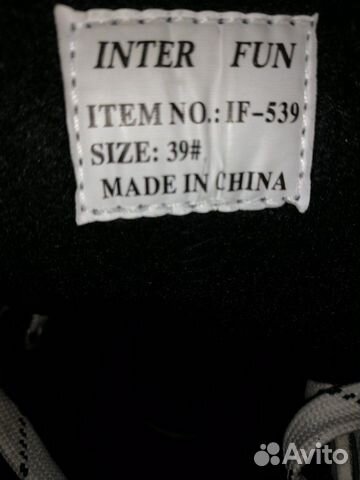 INTER FUN
ITEM NO.: IF-539
SIZE: 39#
MADE IN CHINA
Avito